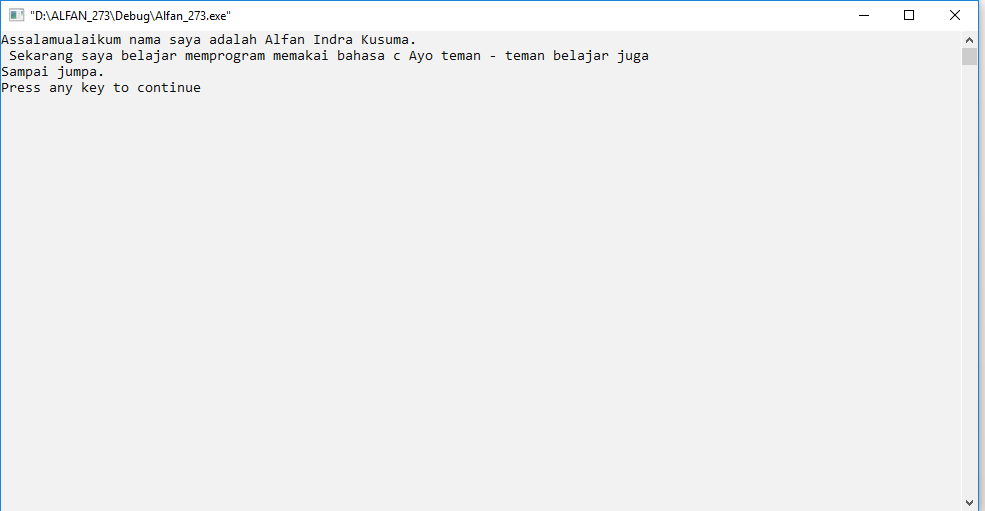 "D:\ALFAN_273\Debug\Alfan_273.exe"
Assalamualaikum nama saya adalah Alfan Indra Kusuma.
 Sekarang saya belajar memprogram memakai bahasa c Ayo teman - teman belajar juga
Sampai jumpa.
Press any key to continue